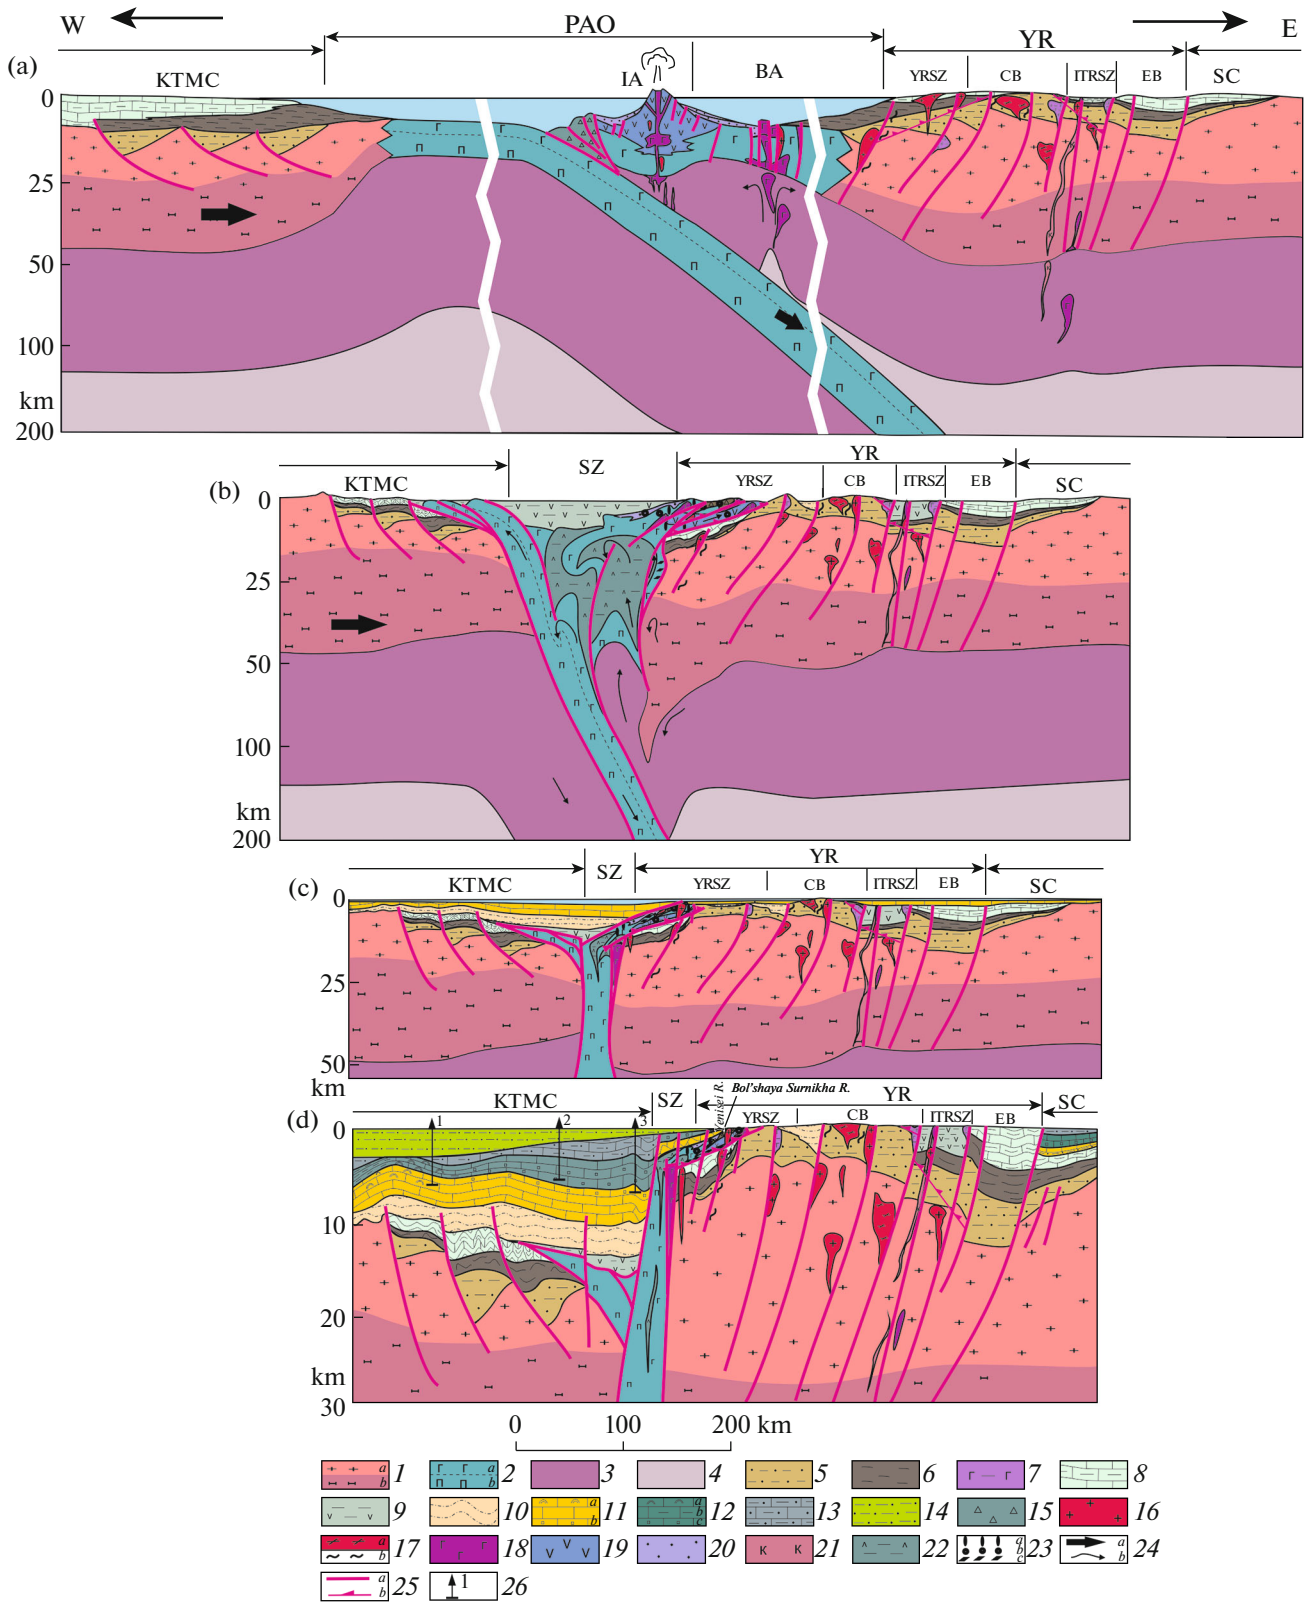 W PAO E
YR
(a) KTMC IA BA YRSZ CB ITRSZ EB SC
0
25
50
100
km
200
SZ YR
(b) KTMC YRSZ CB ITRSZ EB SC
0
25
50
100
km
200
SZ YR
(c) KTMC YRSZ CB ITRSZ EB SC
0
25
50
km
Yenisei R.
Bol'shaya Surnikha R.
KTMC SZ YR SC
(d) 1 2 3 YRSZ CB ITRSZ EB
0
10
20
km
30
0 100 200 km
a b 1 a b 2 3 4 5 6 7 8
9 10 a b 11 a b c 12 13 14 15 16
a b 17 18 19 20 21 22 a b c 23 a b 24
a b 25 1 26